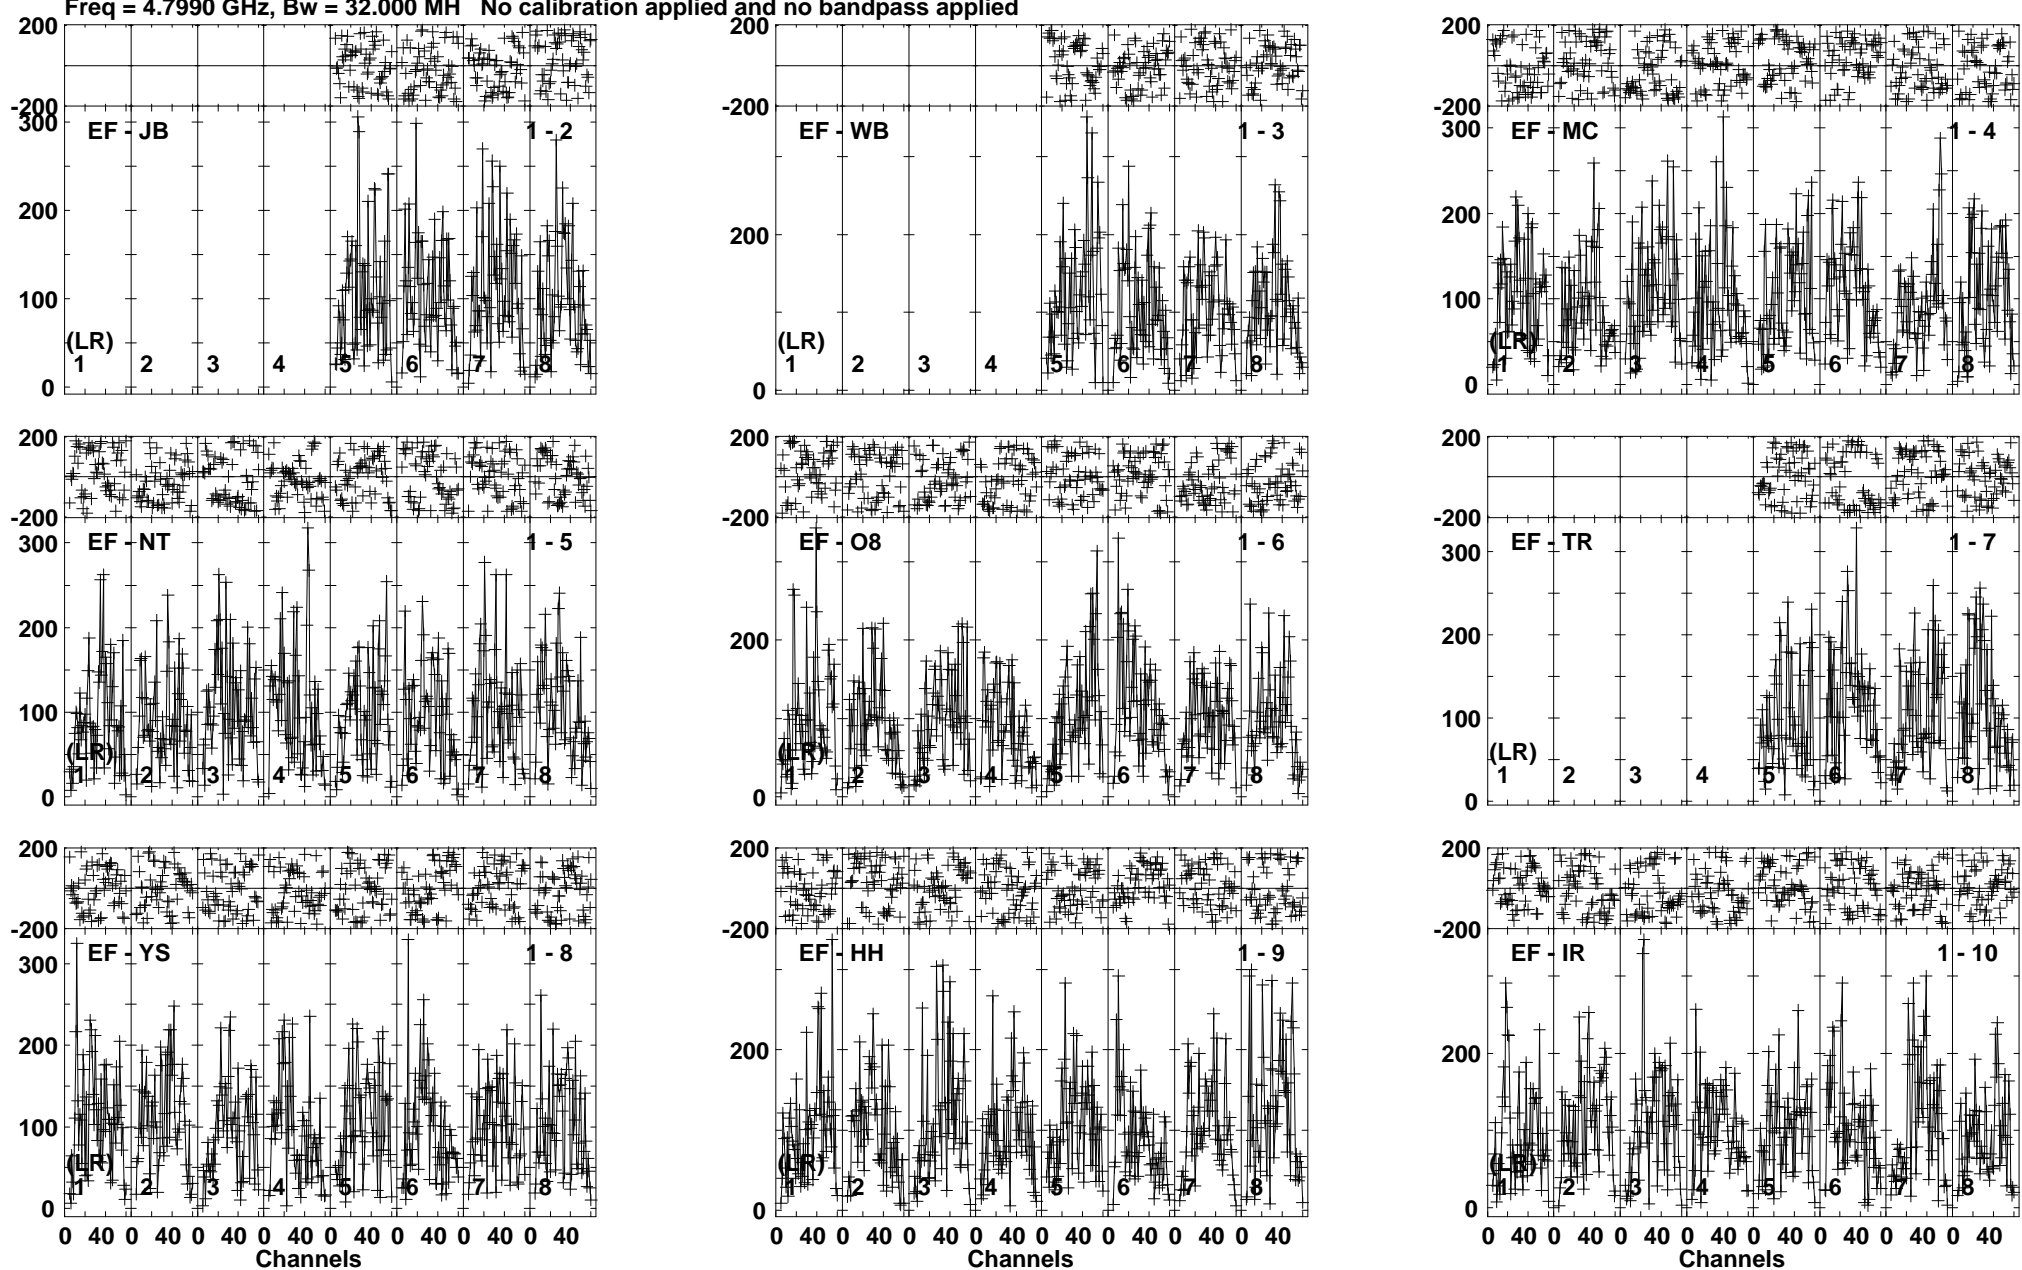 Freq = 4.7990 GHz, Bw = 32.000 MH No calibration applied and no bandpass applied
200 200 200
-200 -200 -200
EF - JB 1 - 2 EF - WB 1 - 3 EF - MC 1 - 4
300 300
200 200 200
100 100
(LR) (LR) (LR)
1 2 3 4 5 6 7 8 1 2 3 4 5 6 7 8 1 2 3 4 5 6 7 8
0 0 0
200 200 200
-200 -200 -200
EF - NT 1 - 5 EF - O8 1 - 6 EF - TR 1 - 7
300 300
200 200 200
100 100
(LR) (LR) (LR)
1 2 3 4 5 6 7 8 1 2 3 4 5 6 7 8 1 2 3 4 5 6 7 8
0 0 0
200 200 200
-200 -200 -200
EF - YS 1 - 8 EF - HH 1 - 9 EF - IR 1 - 10
300
200 200 200
100
(LR) (LR) (LR)
1 2 3 4 5 6 7 8 1 2 3 4 5 6 7 8 1 2 3 4 5 6 7 8
0 0 0
0 40 0 40 0 40 0 40 0 40 0 40 0 40 0 40 0 40 0 40 0 40 0 40 0 40 0 40 0 40 0 40 0 40 0 40 0 40 0 40 0 40 0 40 0 40 0 40
Channels Channels Channels